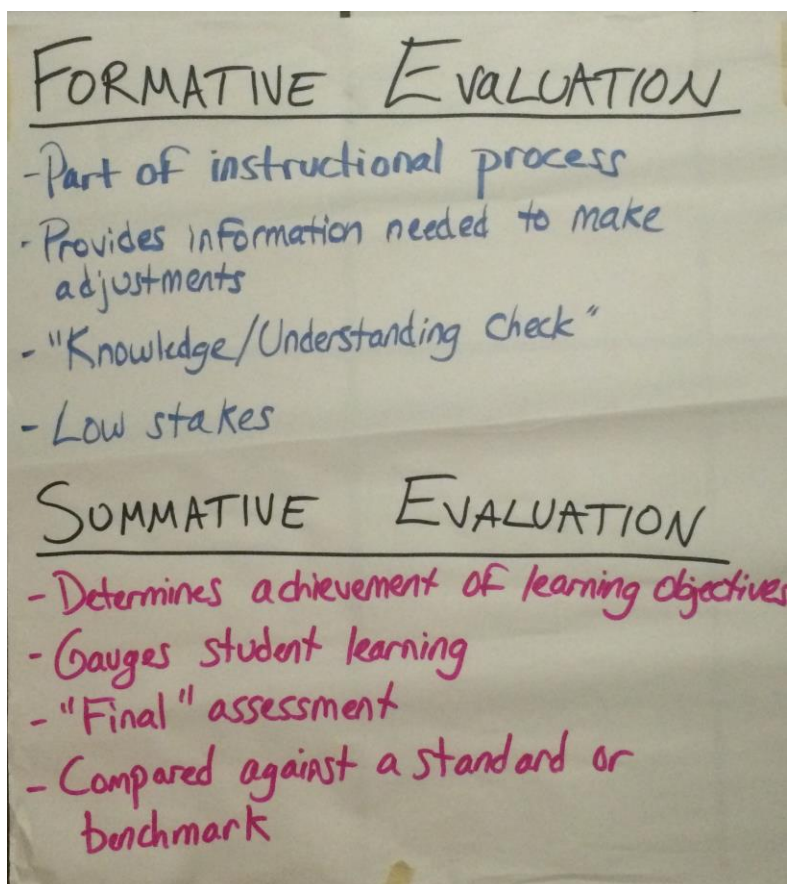 FORMATIVE EVALUATION
-Part of instructional process
- Provides information needed to make
adjustments
- "Knowledge/Understanding Check"
- Low stakes
SUMMATIVE EVALUATION
- Determines achievement of learning objectives
- Gauges student learning
- "Final" assessment
- Compared against a standard or
benchmark